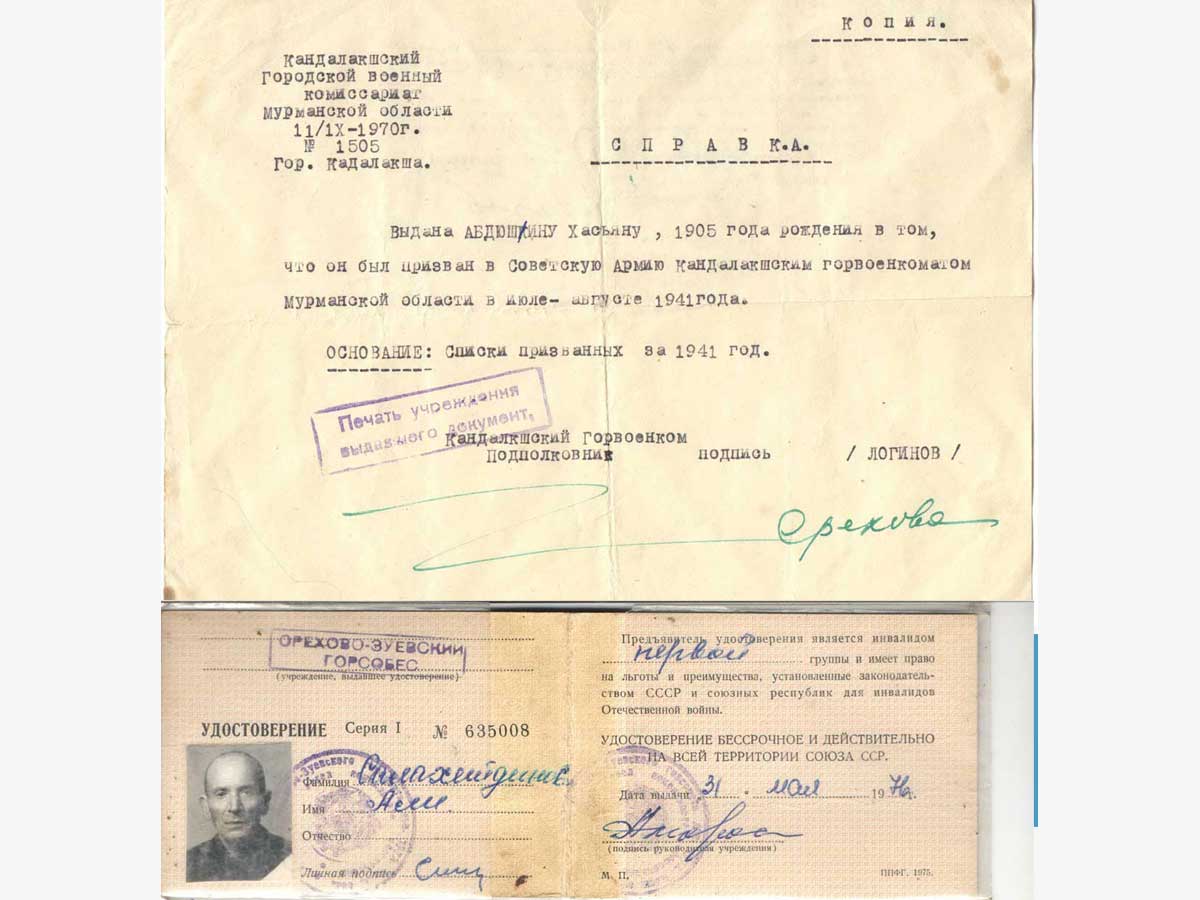 Копия.
Кандалакшский
Городской военный
комиссариат
Мурманской области
11/IX-1970г.
№ 1505
Гор. Кадалакша.
СПРАВК.А.
Выдана АБДЮШИНУ Хасьяну, 1905 года рождения в том,
что он был призван в Советскую Армию Кандалакшским горвоенкоматом
Мурманской области в июле- августе 1941года.
ОСНОВАНИЕ: Списки призванных за 1941 год.
Печать учреждения
выдавшего документ,
Кандалкшский Горвоенком
Подполковник подпись / ЛОГИНОВ /
Орехова
ОРЕХОВО-ЗУЕВСКИЙ
ГОРСОБЕС
(учреждение, выдавшее удостоверение)
УДОСТОВЕРЕНИЕ Серия I № 635008
Фамилия
Имя Али.
Отчество
Личная подпись
Предъявитель удостоверения является инвалидом
первой группы и имеет право
на льготы и преимущества, установленные законодатель-
ством СССР и союзных республик для инвалидов
Отечественной войны.
УДОСТОВЕРЕНИЕ БЕССРОЧНОЕ И ДЕЙСТВИТЕЛЬНО
НА ВСЕЙ ТЕРРИТОРИИ СОЮЗА ССР.
Дата выдачи 31 мая 1976г.
(подпись руководителя учреждения)
М П.
ППФГ. 1975.